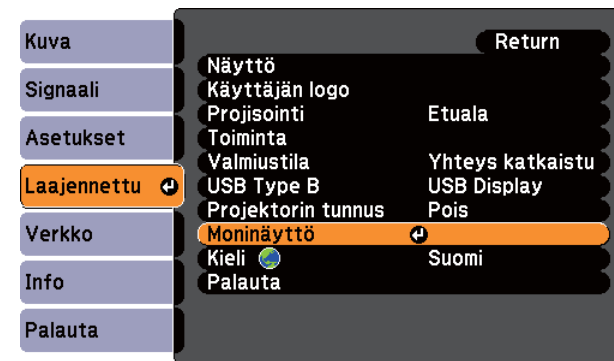 Kuva
Signaali
Asetukset
Laajennettu
Verkko
Info
Palauta
Return
Näyttö
Käyttäjän logo
Projisointi Etuala
Toiminta
Valmiustila Yhteys katkaistu
USB Type B USB Display
Projektorin tunnus Pois
Moninäyttö
Kieli Suomi
Palauta